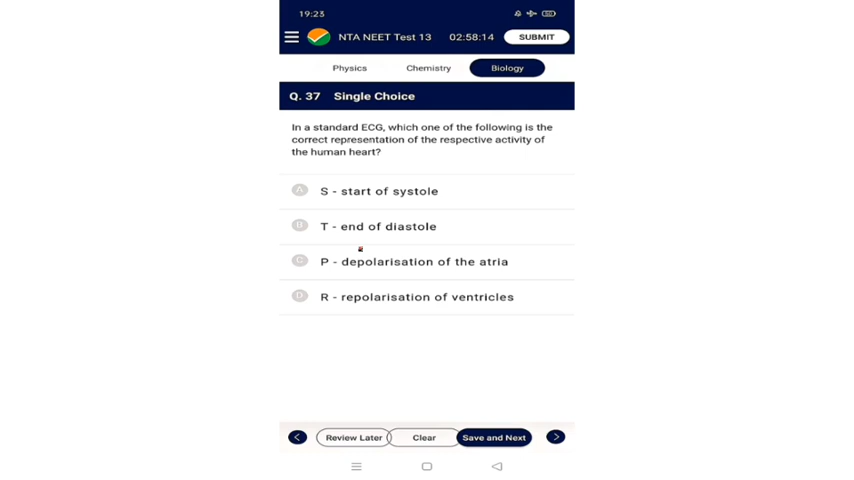 19:23
NTA NEET Test 13 02:58:14 SUBMIT
Physics Chemistry Biology
Q. 37 Single Choice
In a standard ECG, which one of the following is the
correct representation of the respective activity of
the human heart?
A S - start of systole
B T - end of diastole
C P - depolarisation of the atria
D R - repolarisation of ventricles
Review Later Clear Save and Next